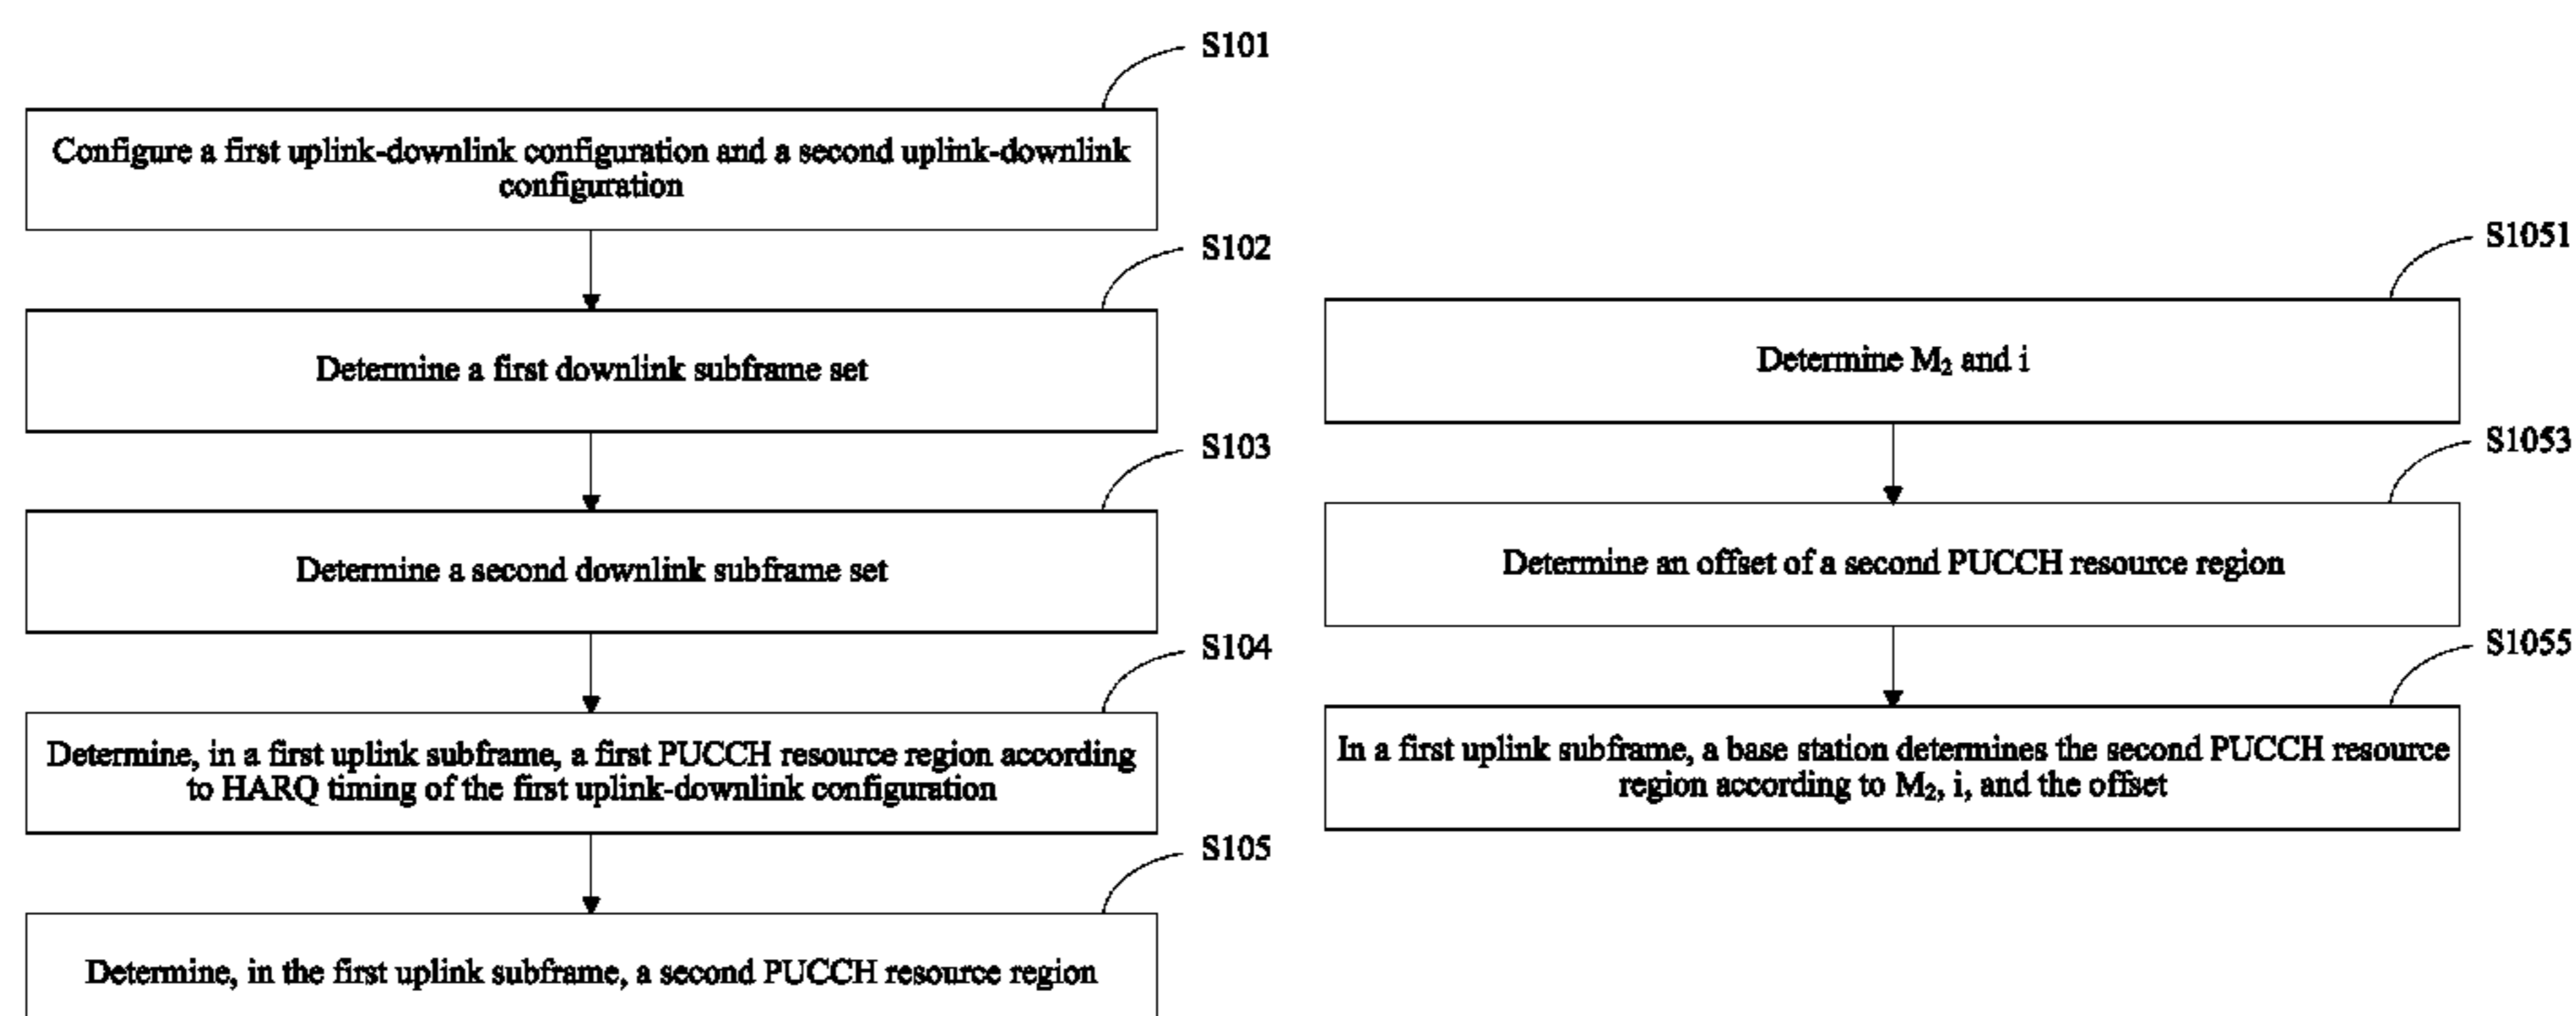 S101
Configure a first uplink-downlink configuration and a second uplink-downlink
configuration
S102
Determine a first downlink subframe set
S103
Determine a second downlink subframe set
S104
Determine, in a first uplink subframe, a first PUCCH resource region according
to HARQ timing of the first uplink-downlink configuration
S105
Determine, in the first uplink subframe, a second PUCCH resource region
S1051
Determine M₂ and i
S1053
Determine an offset of a second PUCCH resource region
S1055
In a first uplink subframe, a base station determines the second PUCCH resource
region according to M₂, i, and the offset